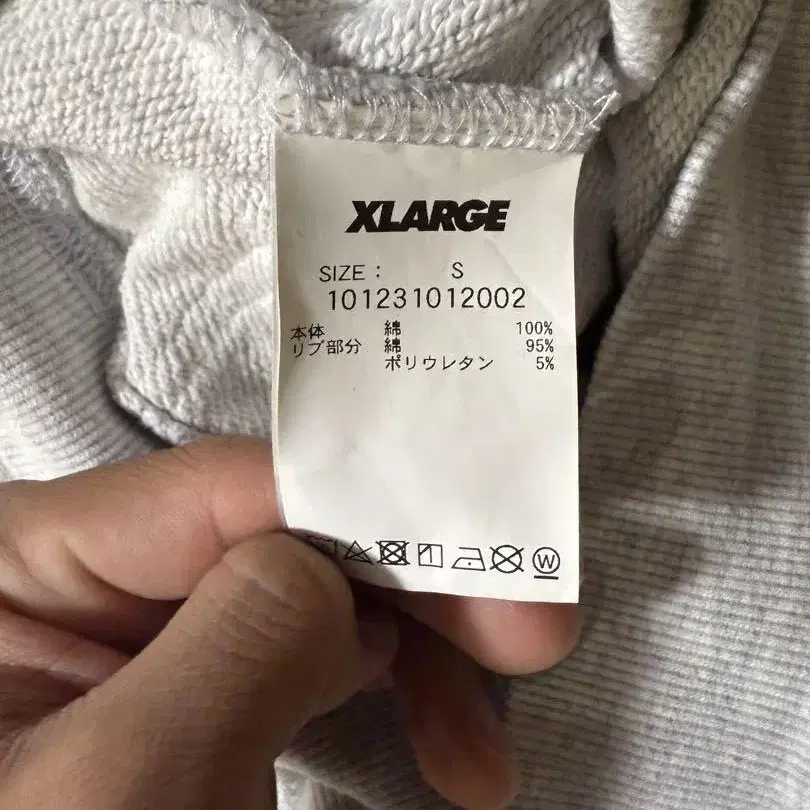 XLARGE
SIZE: S
101231012002
本体 綿 100%
リブ部分 綿 95%
ポリウレタン 5%
W